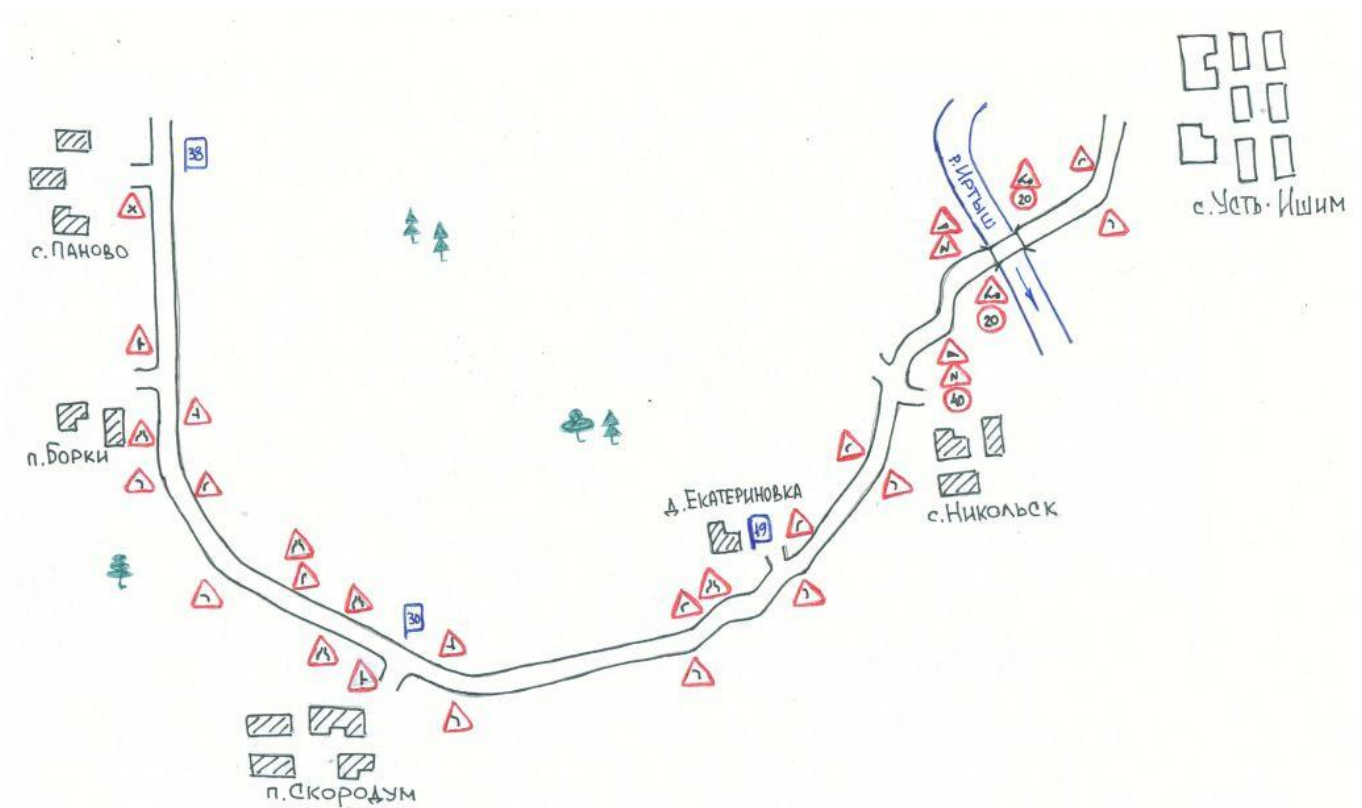 с.Усть-Ишим
р.Иртыш
20
20
40
38
с.Паново
п.Борки
д.Екатериновка
19
с.Никольск
30
п.Скородум